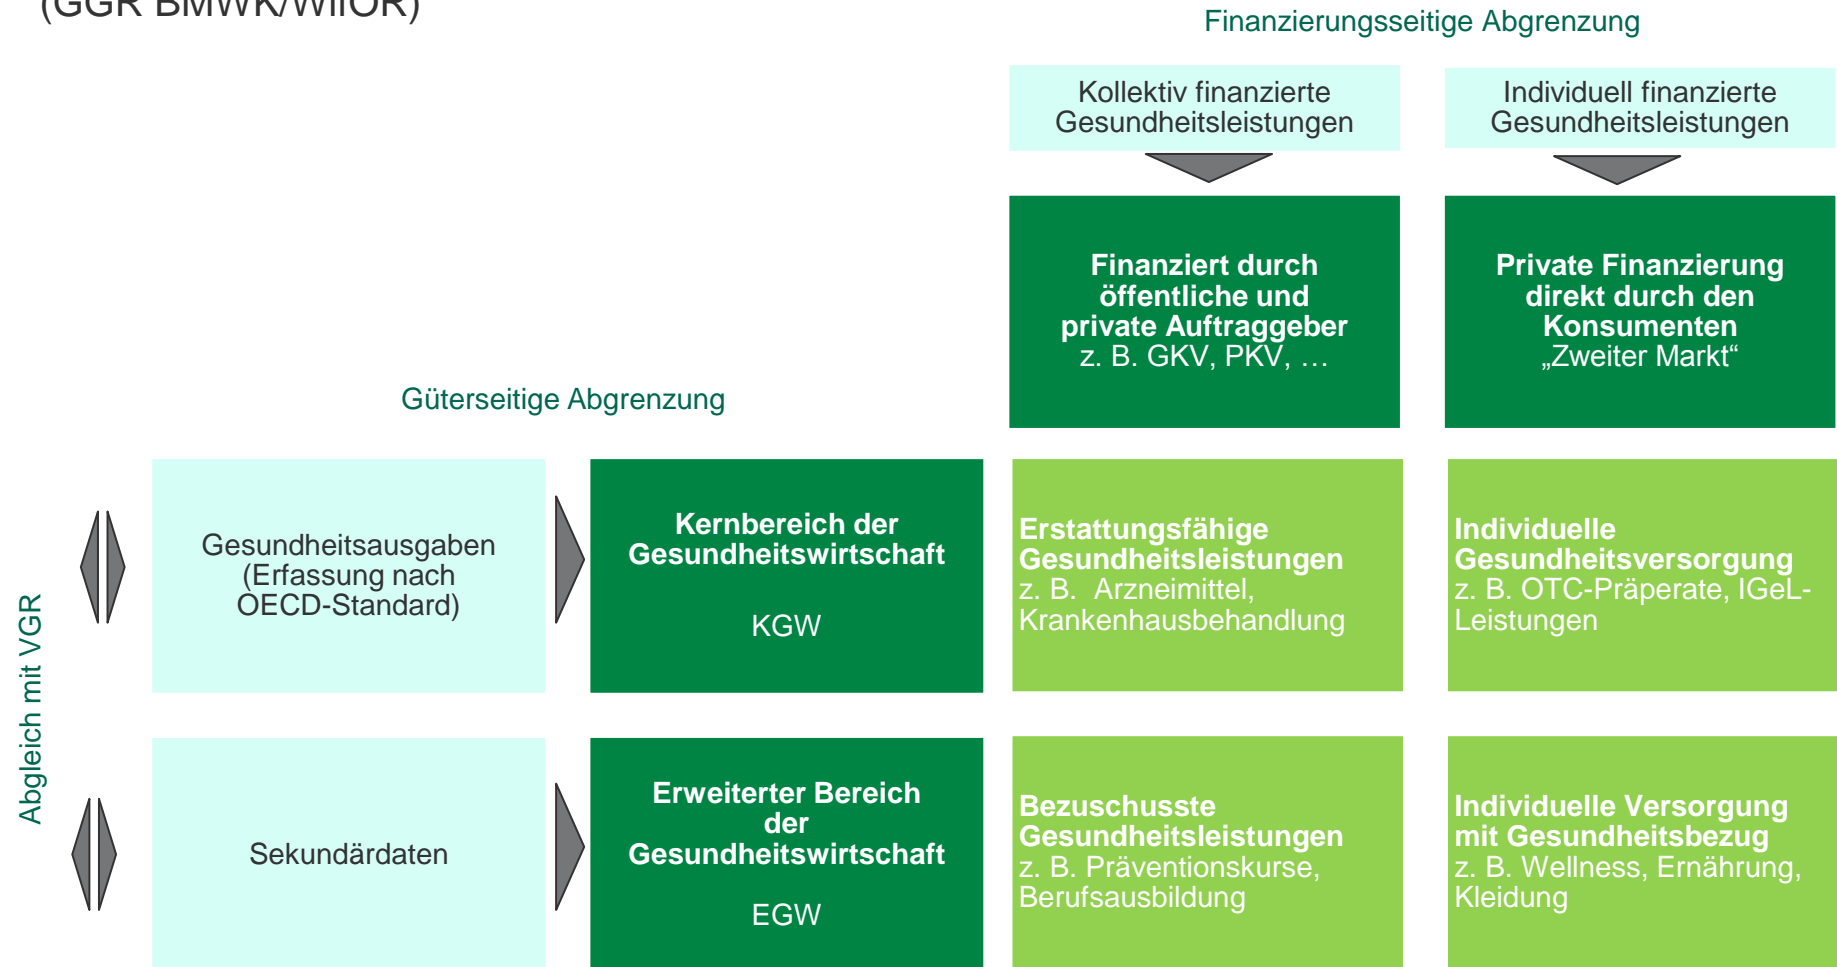 (GGR BMWK/WifOR)
Finanzierungsseitige Abgrenzung
Kollektiv finanzierte
Gesundheitsleistungen
Individuell finanzierte
Gesundheitsleistungen
Finanziert durch
öffentliche und
private Auftraggeber
z. B. GKV, PKV, …
Private Finanzierung
direkt durch den
Konsumenten
„Zweiter Markt“
Güterseitige Abgrenzung
Abgleich mit VGR
Gesundheitsausgaben
(Erfassung nach
OECD-Standard)
Kernbereich der
Gesundheitswirtschaft
KGW
Erstattungsfähige
Gesundheitsleistungen
z. B. Arzneimittel,
Krankenhausbehandlung
Individuelle
Gesundheitsversorgung
z. B. OTC-Präperate, IGeL-
Leistungen
Sekundärdaten
Erweiterter Bereich
der
Gesundheitswirtschaft
EGW
Bezuschusste
Gesundheitsleistungen
z. B. Präventionskurse,
Berufsausbildung
Individuelle Versorgung
mit Gesundheitsbezug
z. B. Wellness, Ernährung,
Kleidung